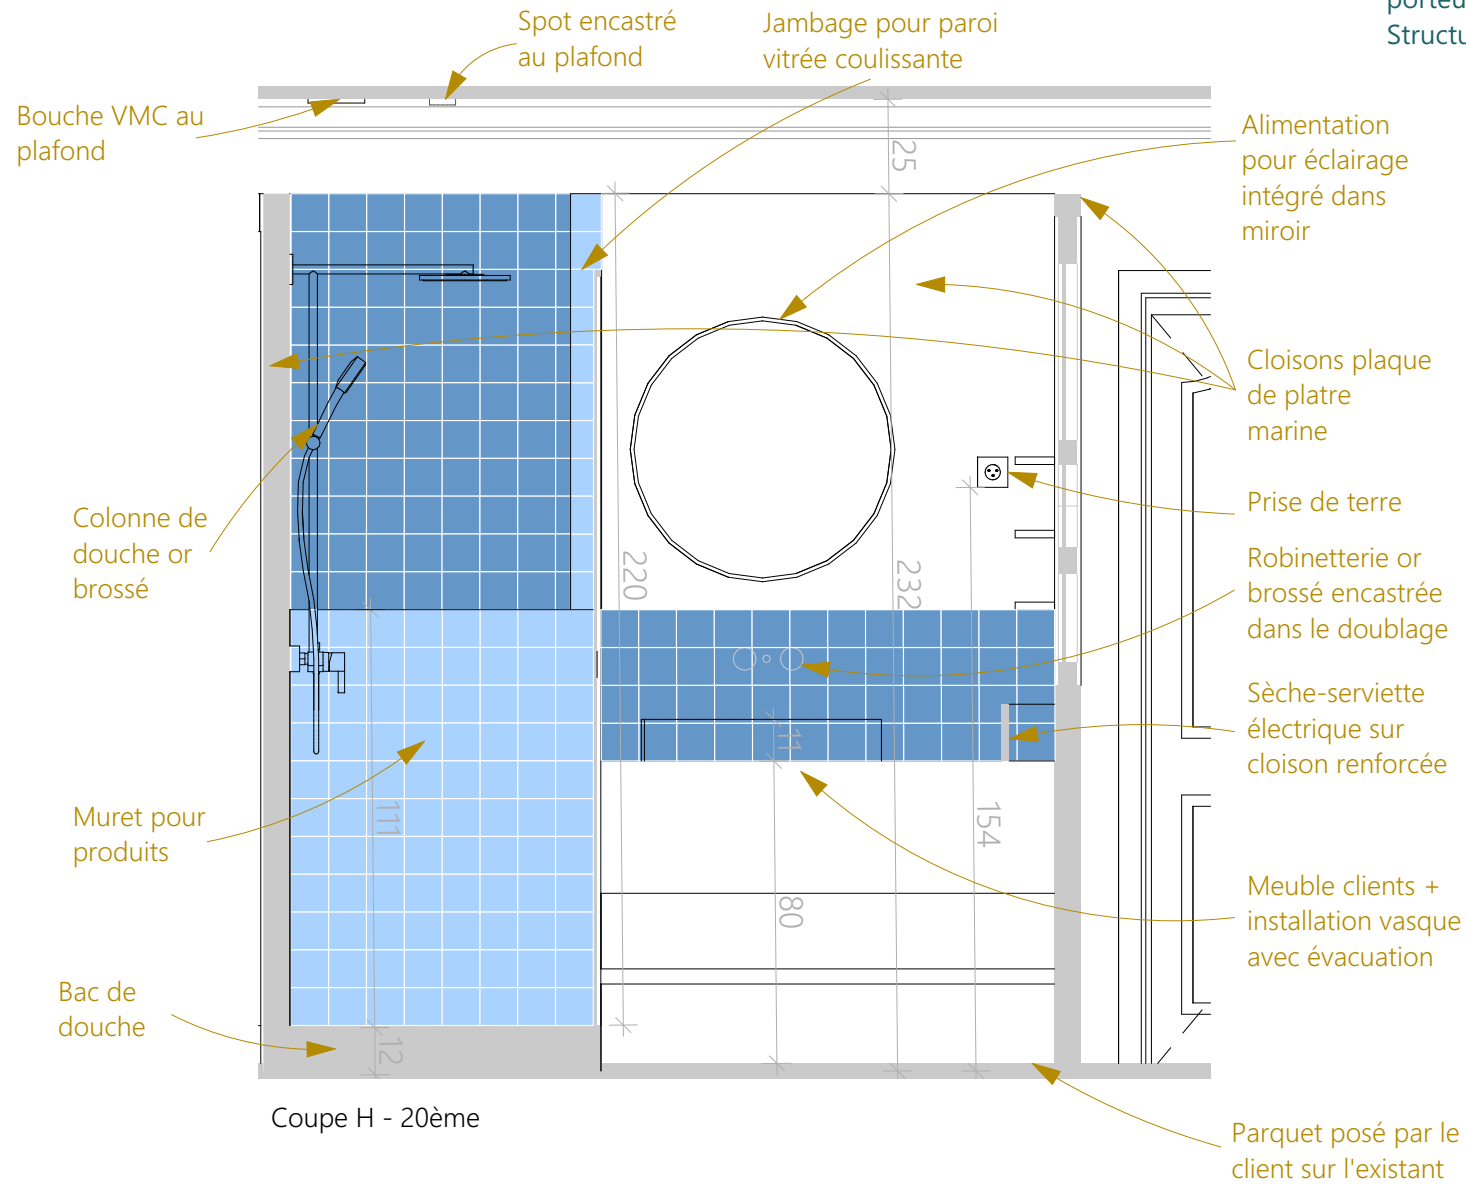 porteu
Structu
Spot encastré
au plafond
Jambage pour paroi
vitrée coulissante
Bouche VMC au
plafond
Alimentation
pour éclairage
intégré dans
miroir
25
Cloisons plaque
de platre
marine
Prise de terre
Colonne de
douche or
brossé
Robinetterie or
brossé encastrée
dans le doublage
220
232
Sèche-serviette
électrique sur
cloison renforcée
11
Muret pour
produits
111
154
80
Meuble clients +
installation vasque
avec évacuation
Bac de
douche
12
Coupe H - 20ème
Parquet posé par le
client sur l'existant